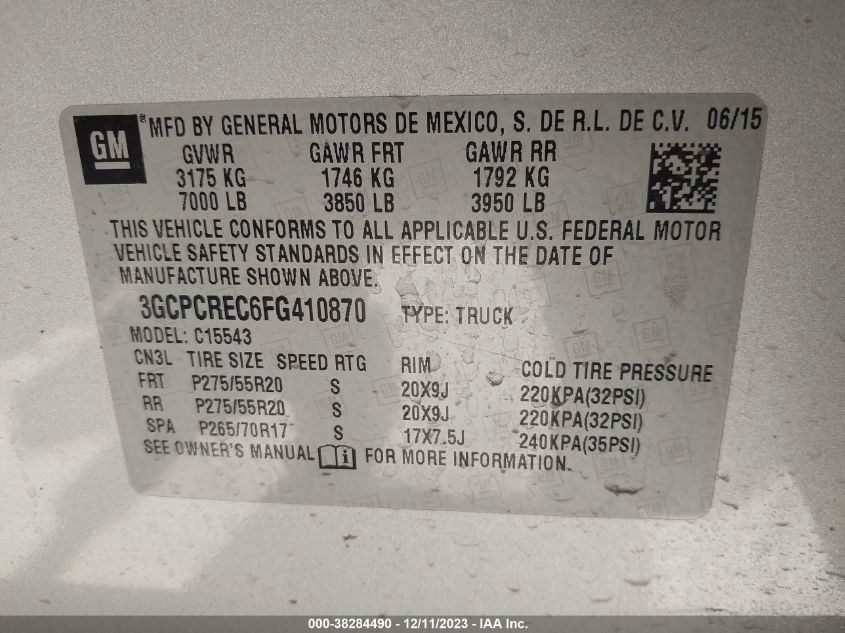 GM ® MFD BY GENERAL MOTORS DE MEXICO, S. DE R.L. DE C.V. 06/15
GVWR GAWR FRT GAWR RR
3175 KG 1746 KG 1792 KG
7000 LB 3850 LB 3950 LB
THIS VEHICLE CONFORMS TO ALL APPLICABLE U.S. FEDERAL MOTOR
VEHICLE SAFETY STANDARDS IN EFFECT ON THE DATE OF
MANUFACTURE SHOWN ABOVE.
3GCPCREC6FG410870 TYPE: TRUCK
MODEL: C15543
CN3L TIRE SIZE SPEED RTG RIM COLD TIRE PRESSURE
FRT P275/55R20 S 20X9J 220KPA(32PSI)
RR P275/55R20 S 20X9J 220KPA(32PSI)
SPA P265/70R17 S 17X7.5J 240KPA(35PSI)
SEE OWNER'S MANUAL i FOR MORE INFORMATION.
000-38284490 - 12/11/2023 - IAA Inc.